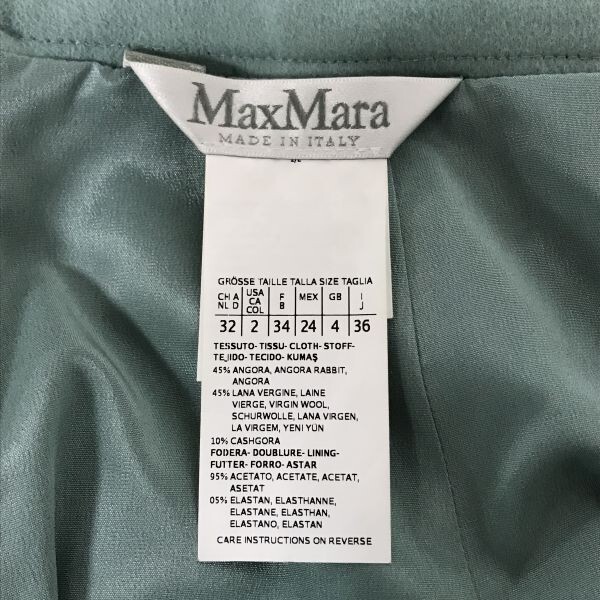 MaxMara
MADE IN ITALY
GRÖSSE TAILLE TALLA SIZE TAGLIA
CH A NL D USA CA COL F B MEX GB I J
32 2 34 24 4 36
TESSUTO- TISSU- CLOTH- STOFF-
TEJIDO- TECIDO- KUMAŞ
45% ANGORA, ANGORA RABBIT,
ANGORA
45% LANA VERGINE, LAINE
VIERGE, VIRGIN WOOL,
SCHURWOLLE, LANA VIRGEN,
LA VIRGEM, YENI YÜN
10% CASHGORA
FODERA- DOUBLURE- LINING-
FUTTER- FORRO- ASTAR
95% ACETATO, ACETATE, ACETAT,
ASETAT
05% ELASTAN, ELASTHANNE,
ELASTANE, ELASTHAN,
ELASTANO, ELASTAN
CARE INSTRUCTIONS ON REVERSE